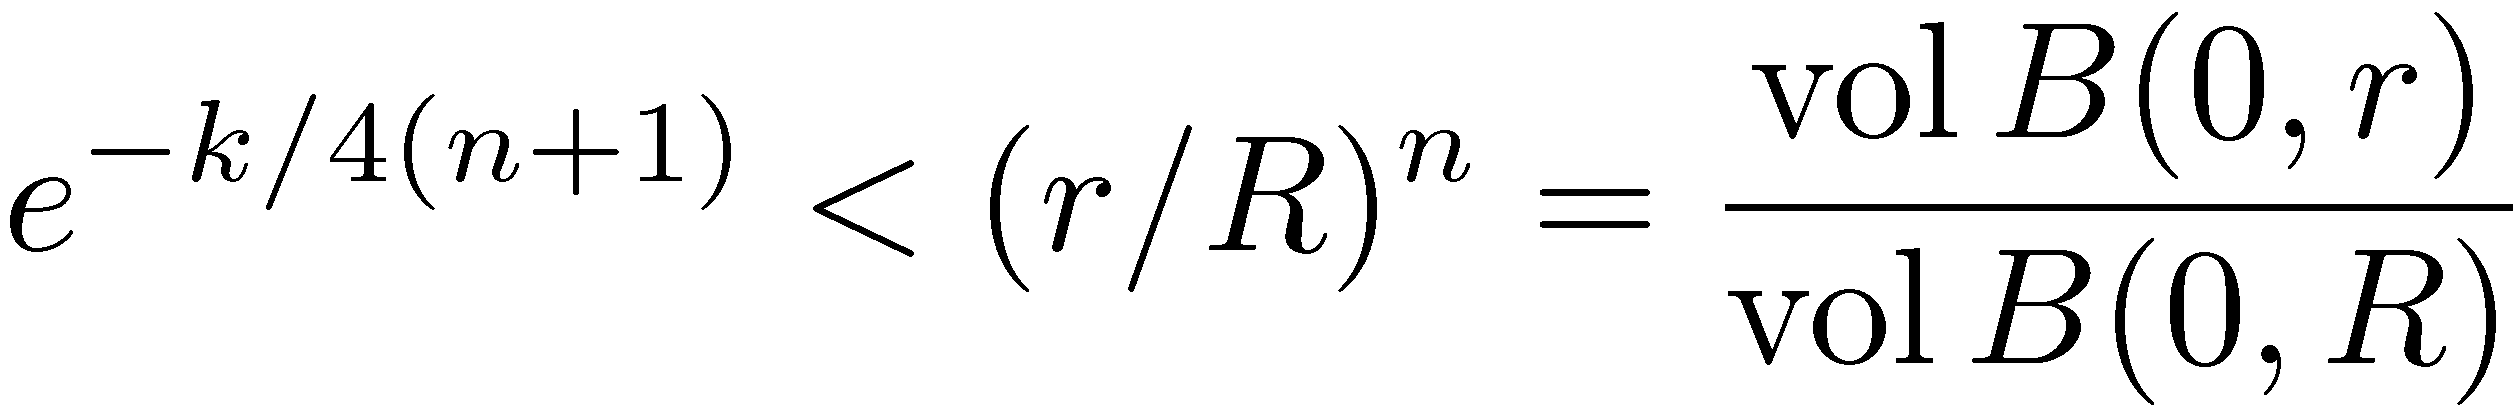 $e^{-k/4(n+1)} < (r/R)^n = \frac{\operatorname{vol} B(0, r)}{\operatorname{vol} B(0, R)}$